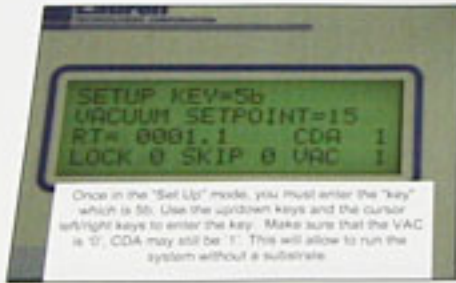 SETUP KEY=5b
VACUUM SETPOINT=15
RT= 0001.1 CDA 1
LOCK 0 SKIP 0 VAC 1
Once in the "Set Up" mode, you must enter the "key"
which is 5b. Use the up/down keys and the cursor
left/right keys to enter the key. Make sure that the VAC
is '0', CDA may still be '1'. This will allow to run the
system without a substrate.